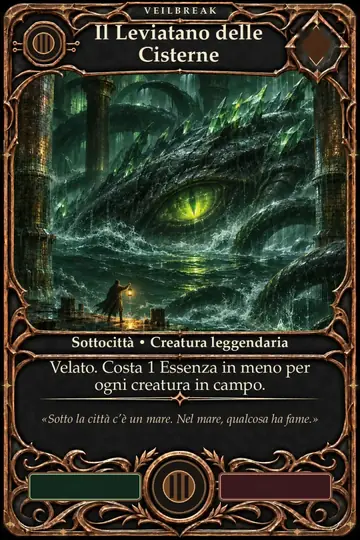 VEILBREAK
Il Leviatano delle
Cisterne
Sottocittà • Creatura leggendaria
Velato. Costa 1 Essenza in meno per
ogni creatura in campo.
«Sotto la città c'è un mare. Nel mare, qualcosa ha fame.»